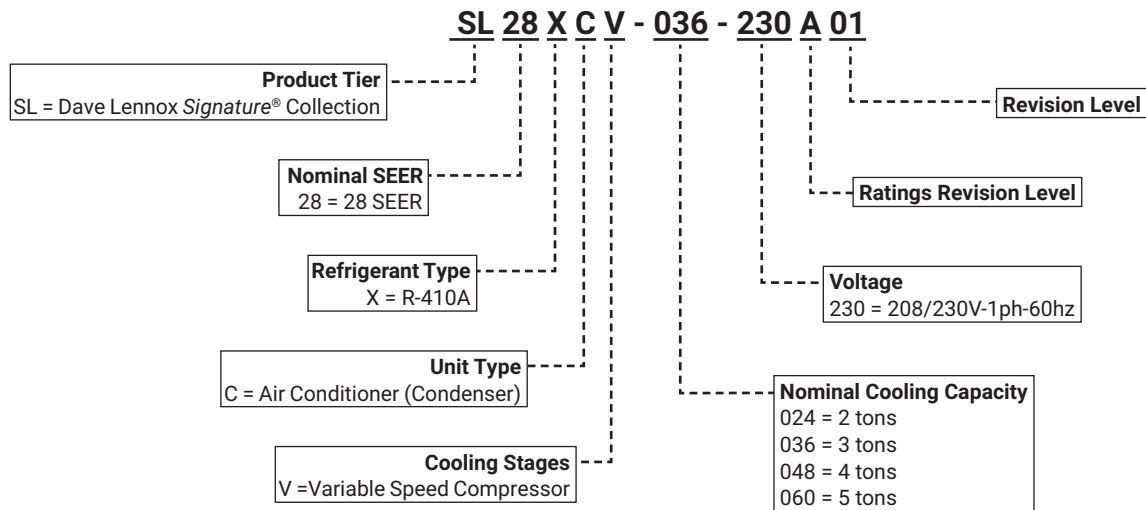 SL 28 X C V - 036 - 230 A 01
Product Tier
SL = Dave Lennox Signature® Collection
Revision Level
Nominal SEER
28 = 28 SEER
Ratings Revision Level
Refrigerant Type
X = R-410A
Voltage
230 = 208/230V-1ph-60hz
Unit Type
C = Air Conditioner (Condenser)
Nominal Cooling Capacity
024 = 2 tons
036 = 3 tons
048 = 4 tons
060 = 5 tons
Cooling Stages
V =Variable Speed Compressor